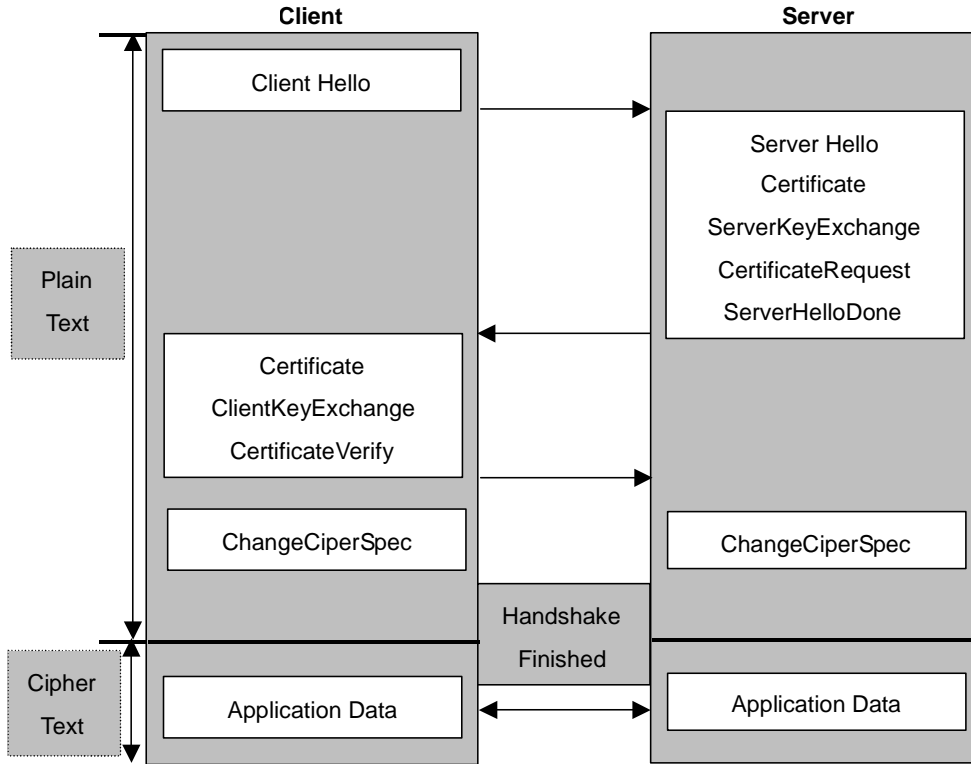 Client
Server
Client Hello
Server Hello
Certificate
ServerKeyExchange
CertificateRequest
ServerHelloDone
Plain
Text
Certificate
ClientKeyExchange
CertificateVerify
ChangeCiperSpec
ChangeCiperSpec
Handshake
Finished
Cipher
Text
Application Data
Application Data